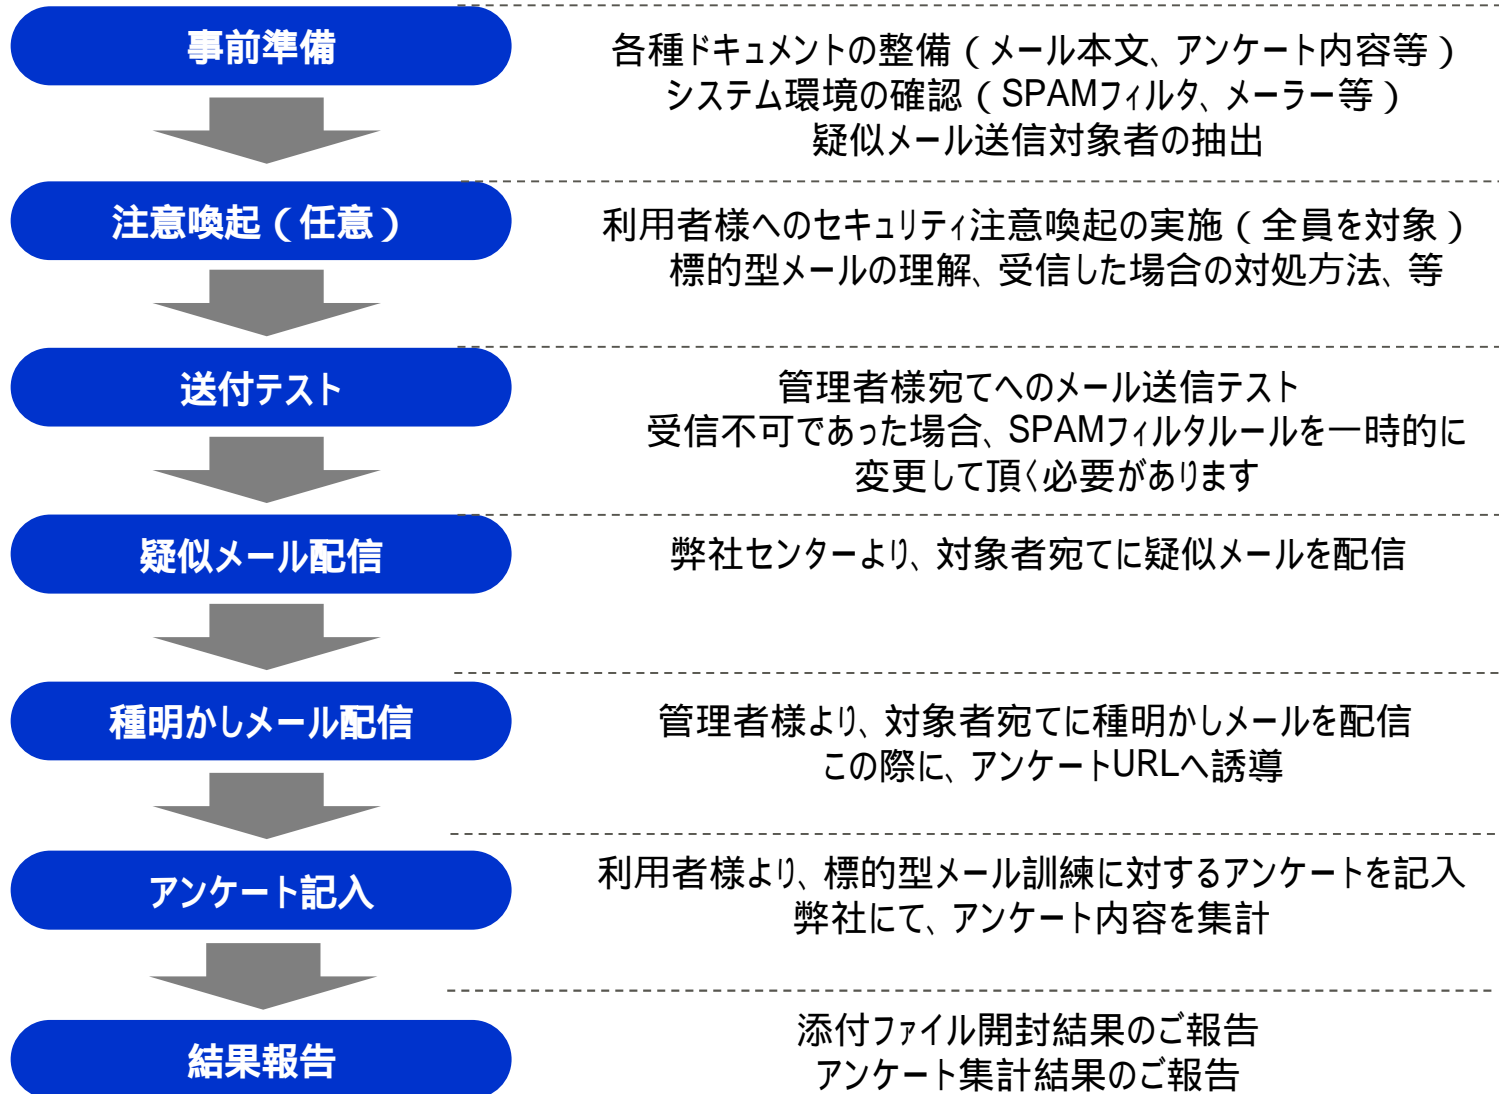 事前準備
各種ドキュメントの整備（メール本文、アンケート内容等）
システム環境の確認（SPAMフィルタ、メーラー等）
疑似メール送信対象者の抽出
注意喚起（任意）
利用者様へのセキュリティ注意喚起の実施（全員を対象）
標的型メールの理解、受信した場合の対処方法、等
送付テスト
管理者様宛てへのメール送信テスト
受信不可であった場合、SPAMフィルタルールを一時的に
変更して頂く必要があります
疑似メール配信
弊社センターより、対象者宛てに疑似メールを配信
種明かしメール配信
管理者様より、対象者宛てに種明かしメールを配信
この際に、アンケートURLへ誘導
アンケート記入
利用者様より、標的型メール訓練に対するアンケートを記入
弊社にて、アンケート内容を集計
結果報告
添付ファイル開封結果のご報告
アンケート集計結果のご報告